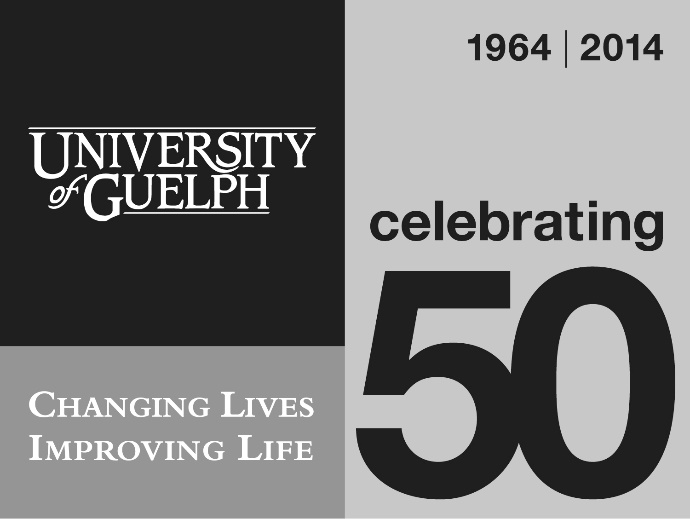 UNIVERSITY
of GUELPH
CHANGING LIVES
IMPROVING LIFE
1964 | 2014
celebrating
50